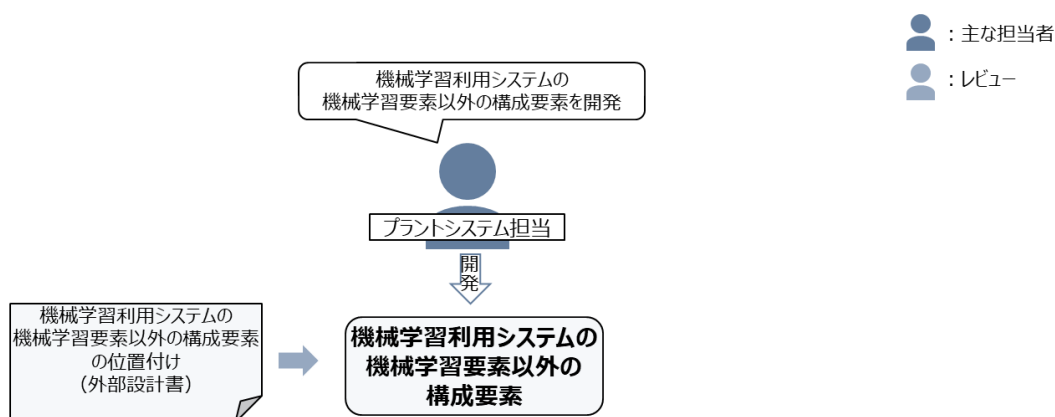 ：主な担当者
：レビュー
機械学習利用システムの
機械学習要素以外の構成要素を開発
プラントシステム担当
開
発
機械学習利用システムの
機械学習要素以外の構成要素
の位置付け
（外部設計書）
機械学習利用システムの
機械学習要素以外の
構成要素